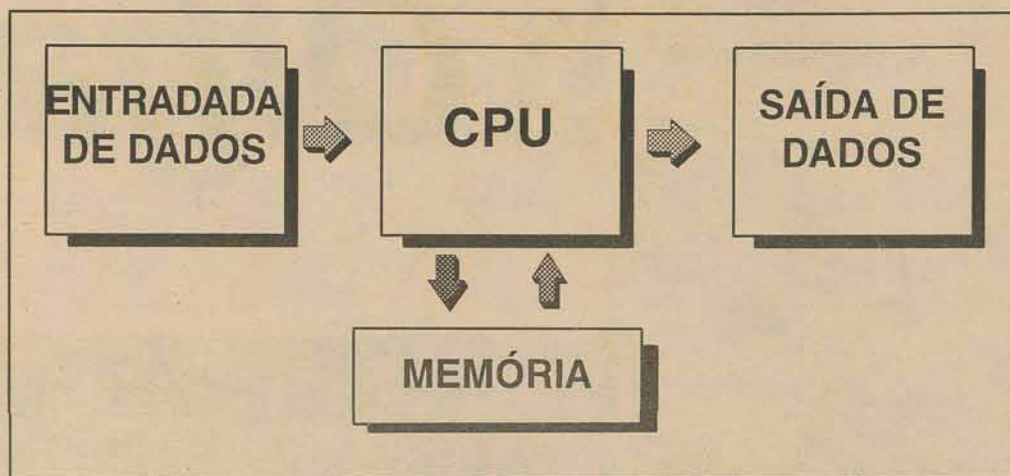 ENTRADADA
DE DADOS
CPU
SAÍDA DE
DADOS
MEMÓRIA